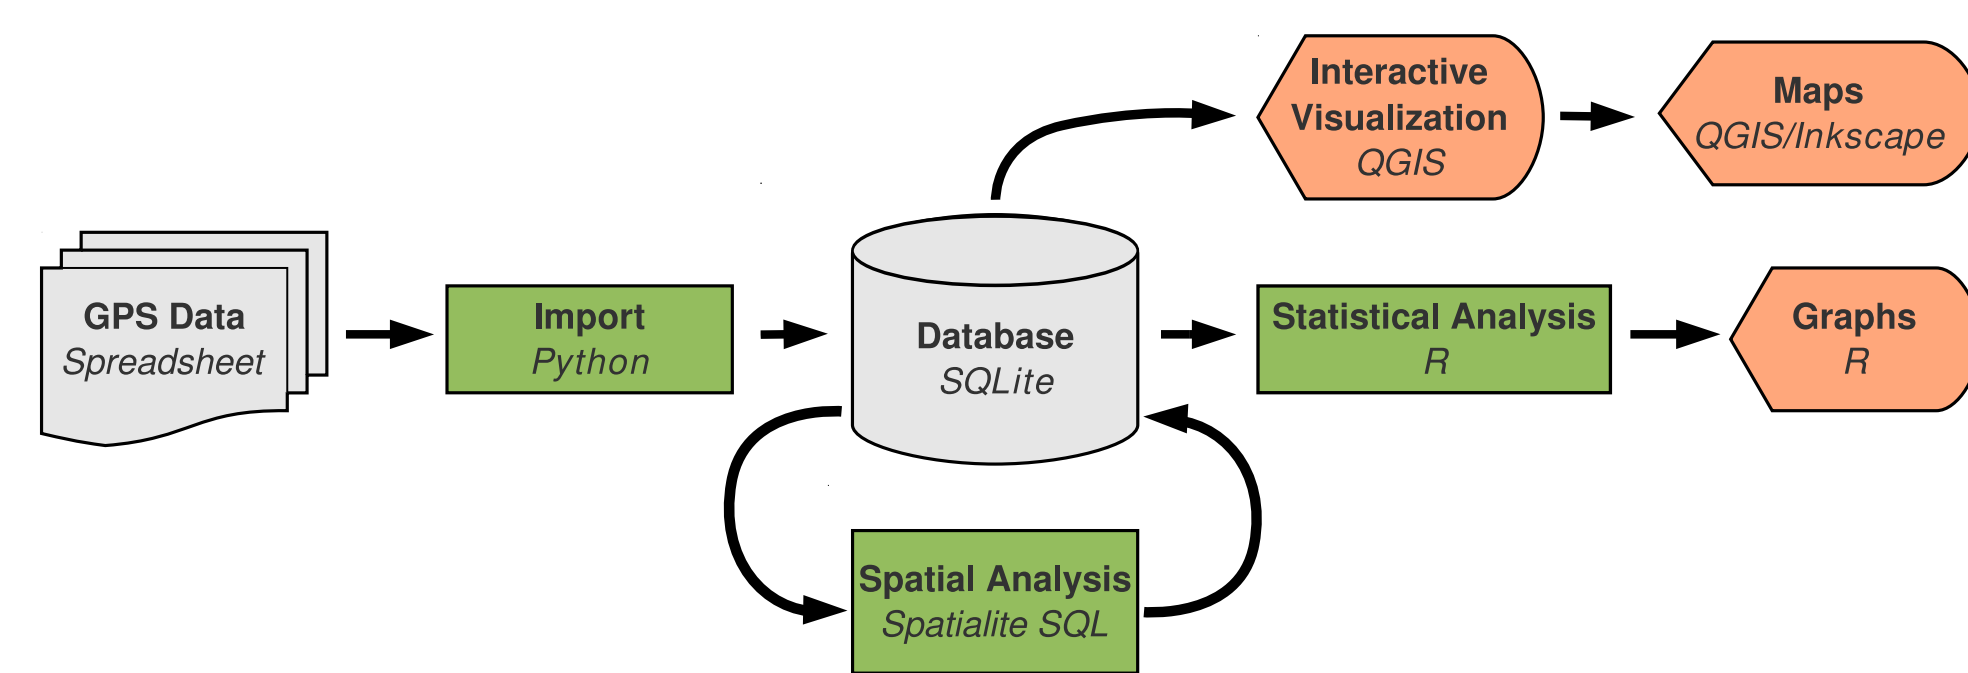 Interactive
Visualization
QGIS
Maps
QGIS/Inkscape
GPS Data
Spreadsheet
Import
Python
Database
SQLite
Statistical Analysis
R
Graphs
R
Spatial Analysis
Spatialite SQL